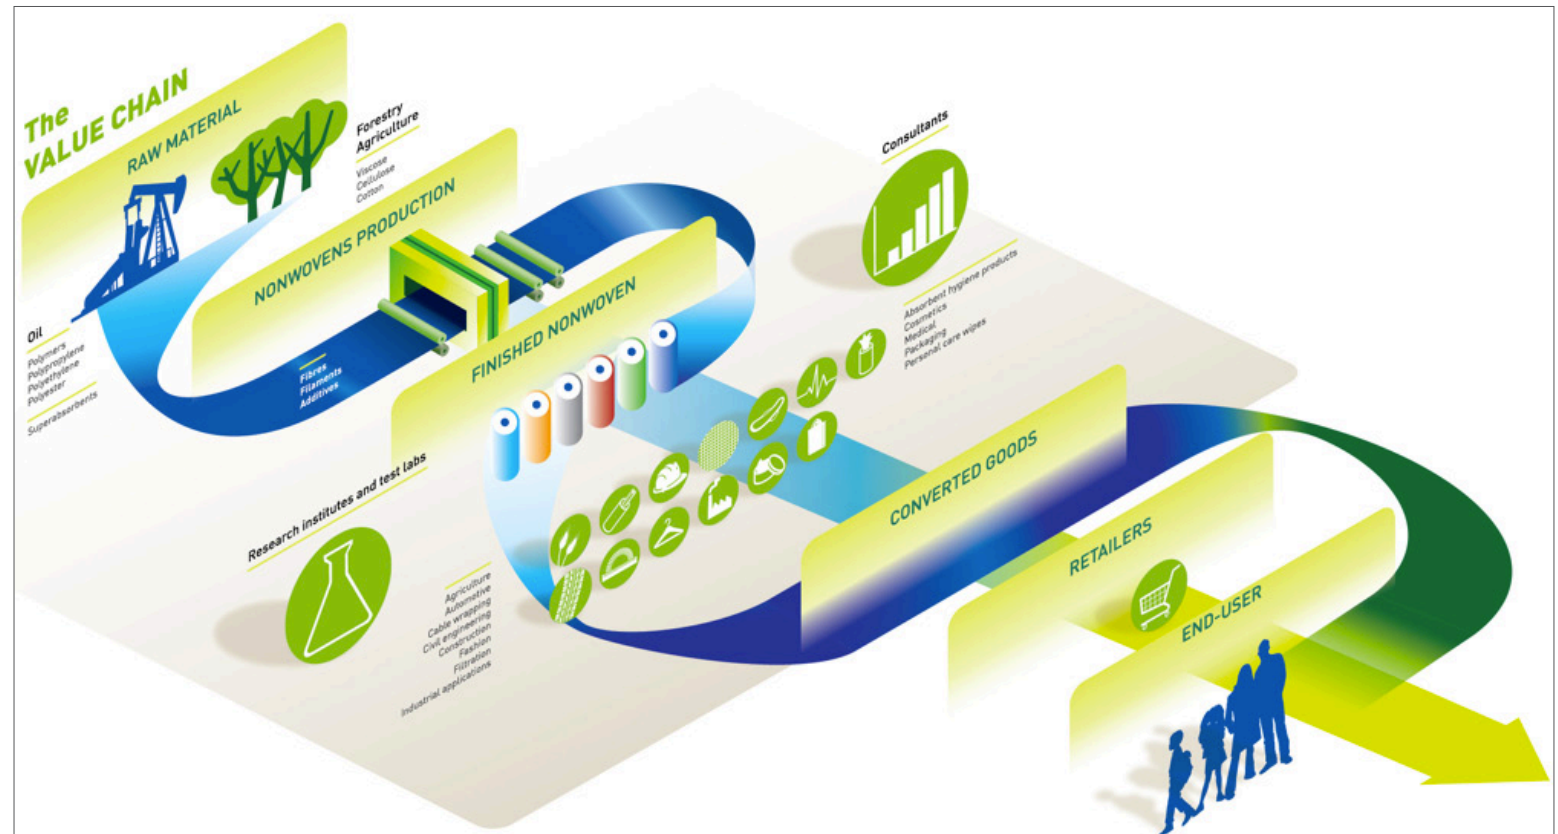 The
VALUE CHAIN
RAW MATERIAL
Forestry
Agriculture
Viscose
Cellulose
Cotton
Oil
Polymers
Polypropylene
Polyethylene
Polyester
Superabsorbents
NONWOVENS PRODUCTION
Fibres
Filaments
Additives
FINISHED NONWOVEN
Consultants
Absorbent hygiene products
Cosmetics
Medical
Packaging
Personal care wipes
Research institutes and test labs
Agriculture
Automotive
Cable wrapping
Civil engineering
Construction
Fashion
Filtration
Industrial applications
CONVERTED GOODS
RETAILERS
END-USER